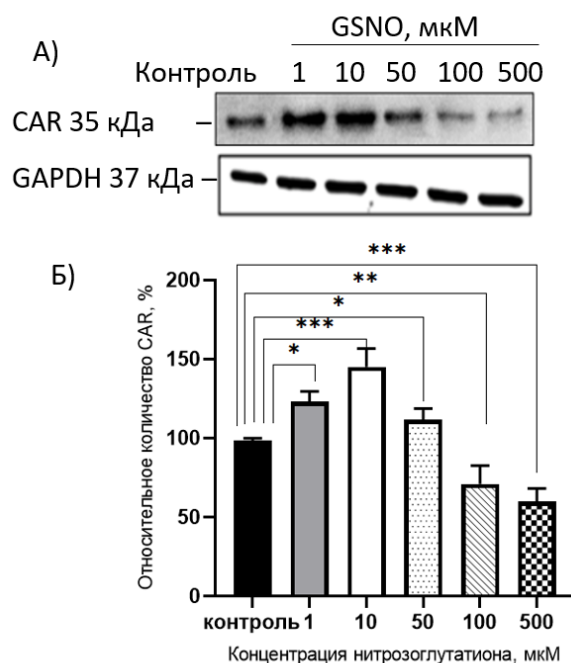 GSNO, мкМ
А)
Контроль 1 10 50 100 500
CAR 35 кДа
GAPDH 37 кДа
Б)
***
**
*
***
*
200
150
100
50
0
Относительное количество CAR, %
контроль 1 10 50 100 500
Концентрация нитрозоглутатиона, мкМ